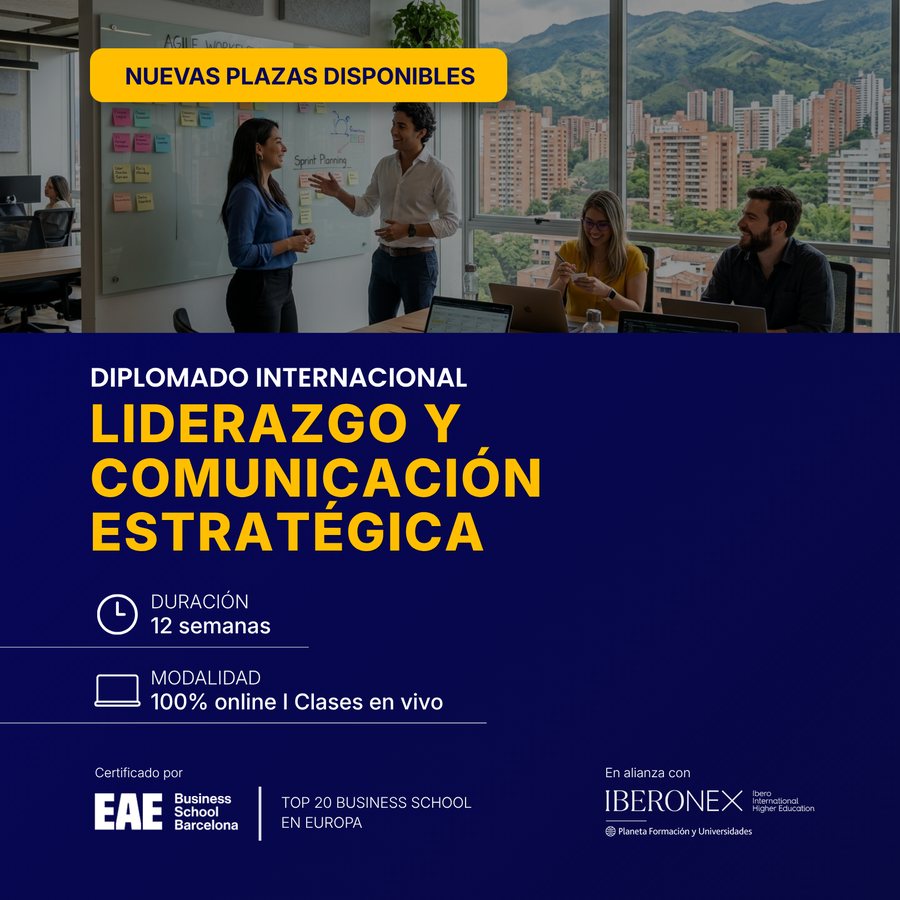 AGILE WORKFLOW
NUEVAS PLAZAS DISPONIBLES
Sprint Planning
DIPLOMADO INTERNACIONAL
LIDERAZGO Y
COMUNICACIÓN
ESTRATÉGICA
DURACIÓN
12 semanas
MODALIDAD
100% online | Clases en vivo
Certificado por
EAE Business
School
Barcelona
TOP 20 BUSINESS SCHOOL
EN EUROPA
En alianza con
IBERONEX Ibero
International
Higher Education
Planeta Formación y Universidades